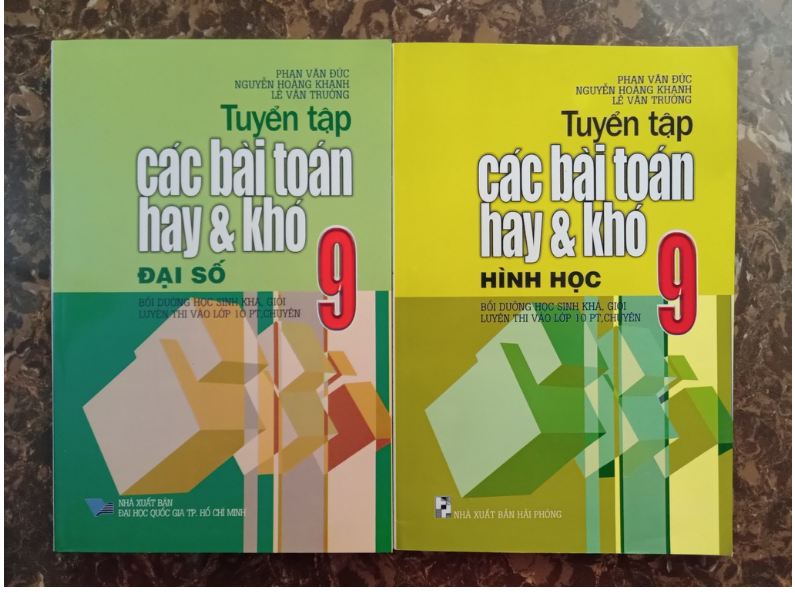 PHAN VĂN ĐỨC
NGUYỄN HOÀNG KHANH
LÊ VĂN TRƯỜNG
Tuyển tập
các bài toán
hay & khó
9
ĐẠI SỐ
BỒI DƯỠNG HỌC SINH KHÁ, GIỎI
LUYỆN THI VÀO LỚP 10 PT,CHUYÊN
NHÀ XUẤT BẢN
ĐẠI HỌC QUỐC GIA TP. HỒ CHÍ MINH
PHAN VĂN ĐỨC
NGUYỄN HOÀNG KHANH
LÊ VĂN TRƯỜNG
Tuyển tập
các bài toán
hay & khó
9
HÌNH HỌC
BỒI DƯỠNG HỌC SINH KHÁ, GIỎI
LUYỆN THI VÀO LỚP 10 PT,CHUYÊN
NHÀ XUẤT BẢN HẢI PHÒNG